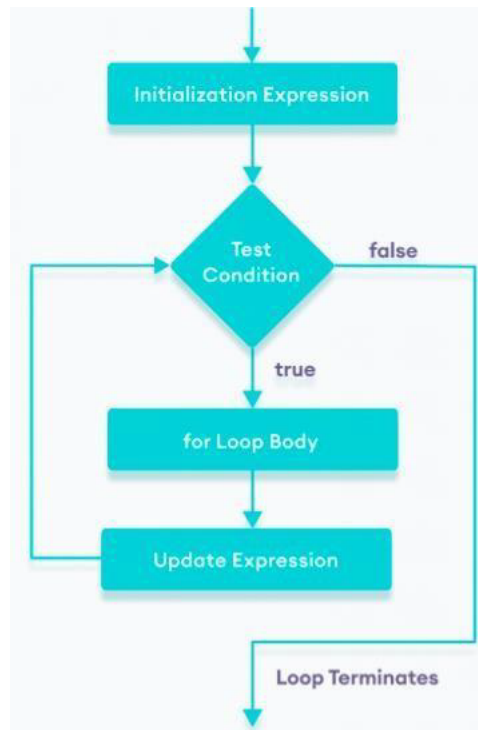 Initialization Expression
Test
Condition
false
true
for Loop Body
Update Expression
Loop Terminates